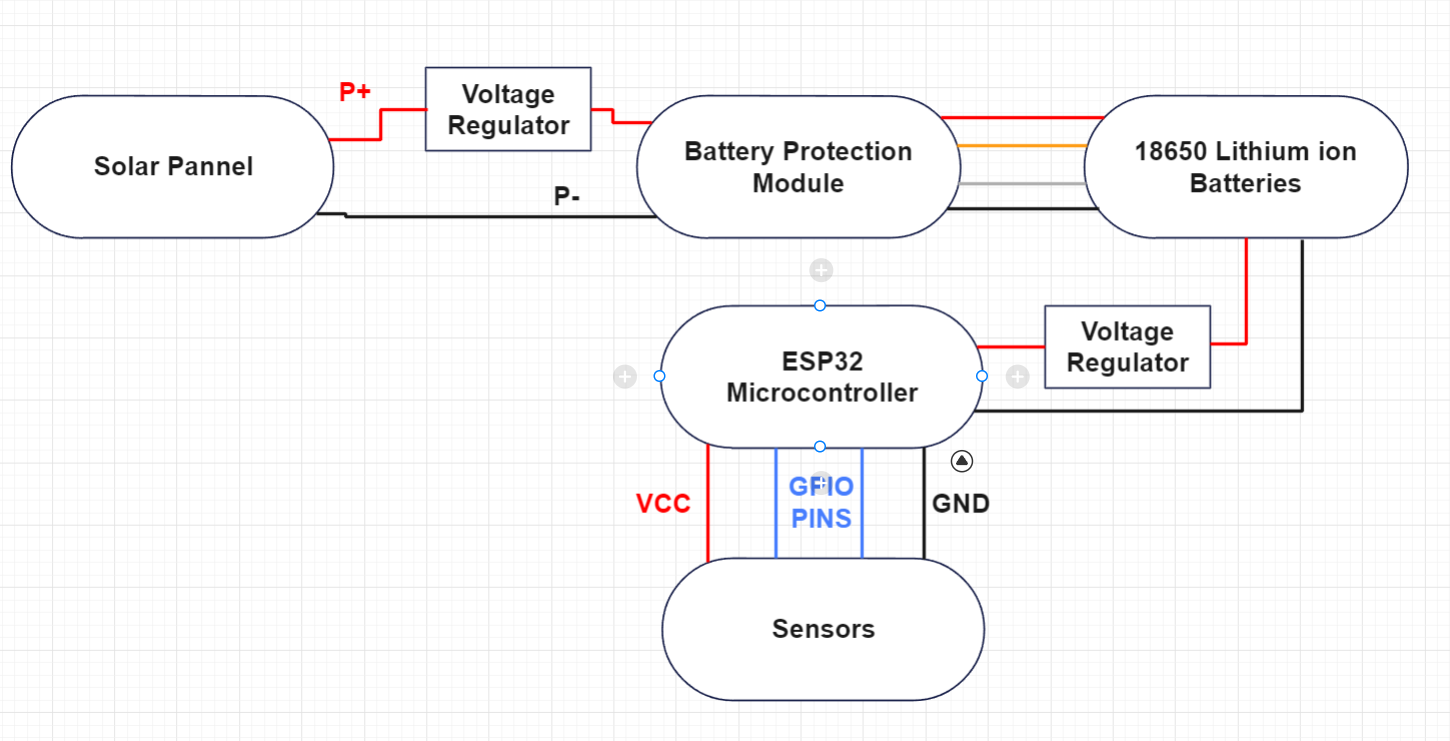 P+
Voltage
Regulator
Solar Pannel
Battery Protection
Module
18650 Lithium ion
Batteries
P-
ESP32
Microcontroller
Voltage
Regulator
VCC
GPIO
PINS
GND
Sensors